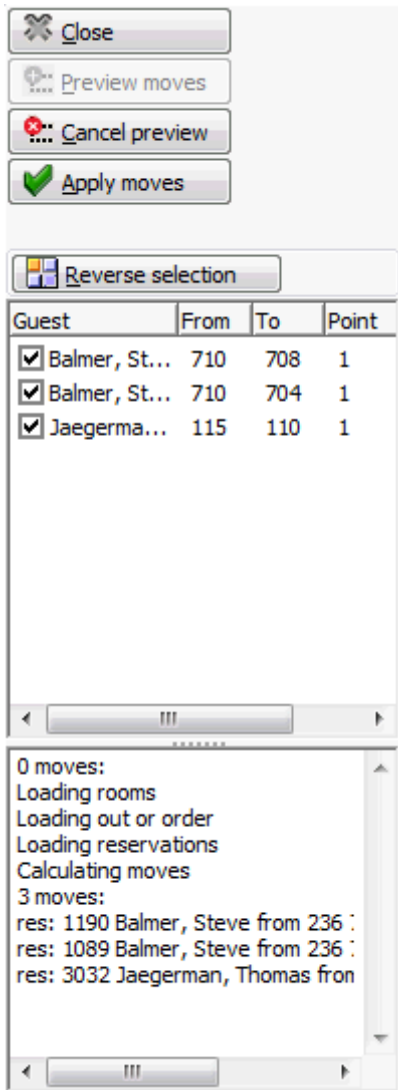 Close
Preview moves
Cancel preview
Apply moves
Reverse selection
Guest From To Point
Balmer, St... 710 708 1
Balmer, St... 710 704 1
Jaegerma... 115 110 1
0 moves:
Loading rooms
Loading out or order
Loading reservations
Calculating moves
3 moves:
res: 1190 Balmer, Steve from 236
res: 1089 Balmer, Steve from 236
res: 3032 Jaegerman, Thomas from